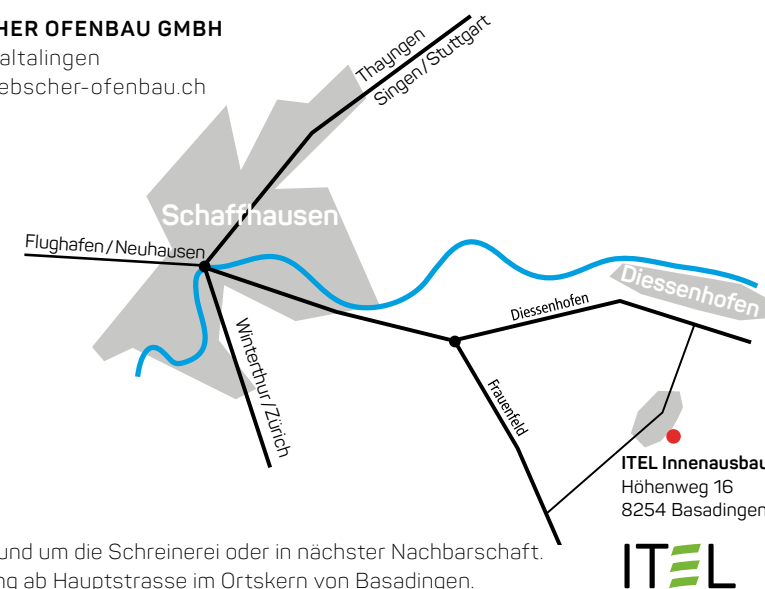 HER OFENBAU GMBH
altalingen
ebscher-ofenbau.ch
Thayngen
Singen/Stuttgart
Schaffhausen
Flughafen/Neuhausen
Diessenhofen
Diessenhofen
Winterthur/Zürich
Frauenfeld
ITEL Innenausbau
Höhenweg 16
8254 Basadingen
und um die Schreinerei oder in nächster Nachbarschaft.
ng ab Hauptstrasse im Ortskern von Basadingen.
ITEL